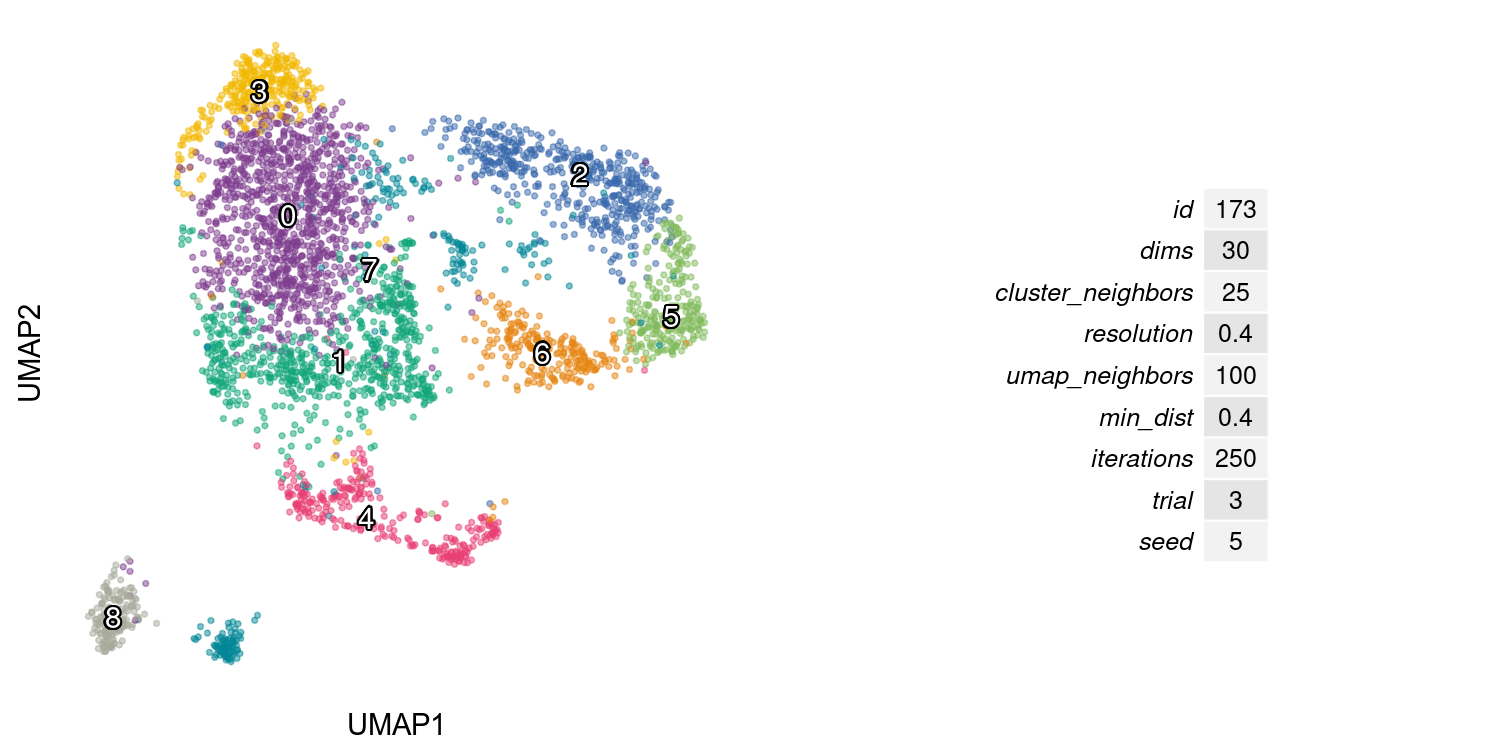 3
2
0
7
5
6
1
4
8
UMAP1
UMAP2
id 173
dims 30
cluster_neighbors 25
resolution 0.4
umap_neighbors 100
min_dist 0.4
iterations 250
trial 3
seed 5